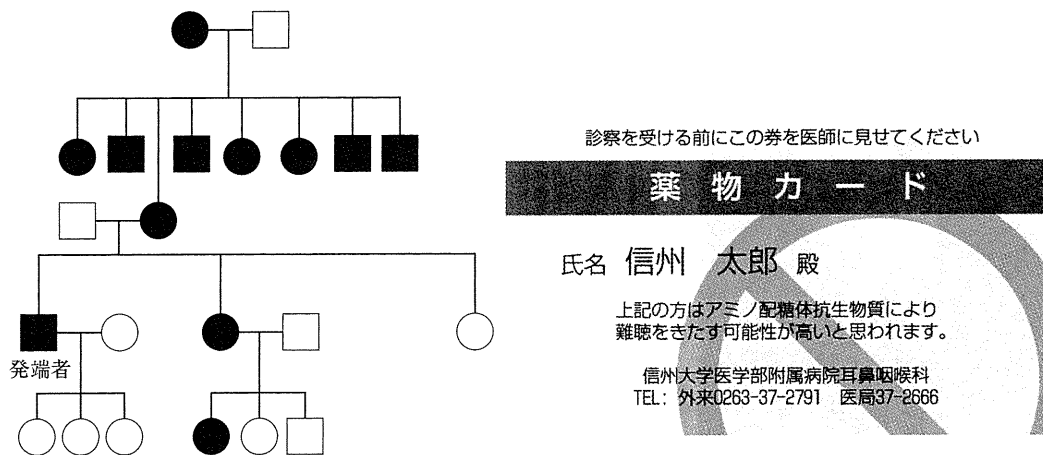 発端者
診察を受ける前にこの券を医師に見せてください
薬物カード
氏名 信州 太郎 殿
上記の方はアミノ配糖体抗生物質により
難聴をきたす可能性が高いと思われます。
信州大学医学部附属病院耳鼻咽喉科
TEL: 外来0263-37-2791 医局37-2666